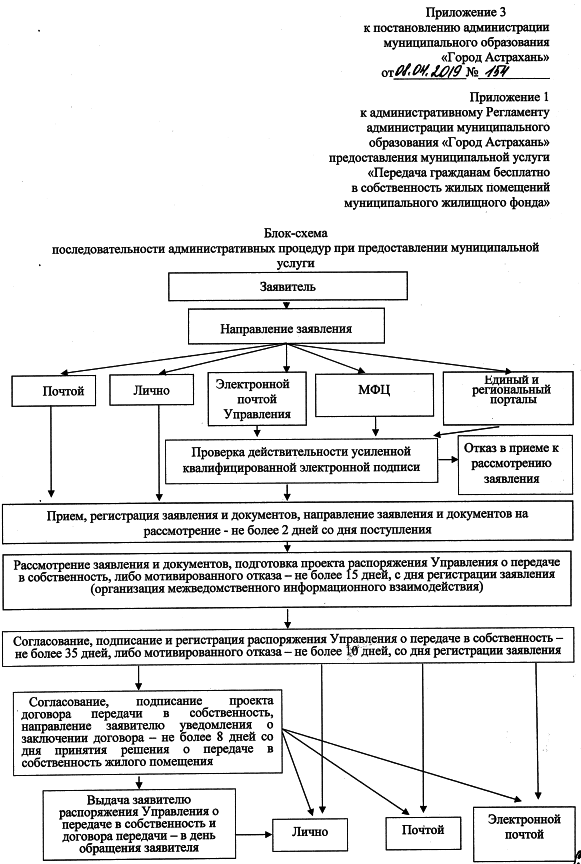 Приложение 3
к постановлению администрации
муниципального образования
«Город Астрахань»
от 08.04.2019 № 154
Приложение 1
к административному Регламенту
администрации муниципального
образования «Город Астрахань»
предоставления муниципальной услуги
«Передача гражданам бесплатно
в собственность жилых помещений
муниципального жилищного фонда»
Блок-схема
последовательности административных процедур при предоставлении муниципальной
услуги
Заявитель
Направление заявления
Почтой
Лично
Электронной
почтой
Управления
МФЦ
Единый и
региональный
порталы
Проверка действительности усиленной
квалифицированной электронной подписи
Отказ в приеме к
рассмотрению
заявления
Прием, регистрация заявления и документов, направление заявления и документов на
рассмотрение - не более 2 дней со дня поступления
Рассмотрение заявления и документов, подготовка проекта распоряжения Управления о передаче
в собственность, либо мотивированного отказа – не более 15 дней, с дня регистрации заявления
(организация межведомственного информационного взаимодействия)
Согласование, подписание и регистрация распоряжения Управления о передаче в собственность –
не более 35 дней, либо мотивированного отказа – не более дней, со дня регистрации заявления
Согласование, подписание проекта
договора передачи в собственность,
направление заявителю уведомления о
заключении договора – не более 8 дней со
дня принятия решения о передаче в
собственность жилого помещения
Выдача заявителю
распоряжения Управления о
передаче в собственность и
договора передачи – в день
обращения заявителя
Лично
Почтой
Электронной
почтой